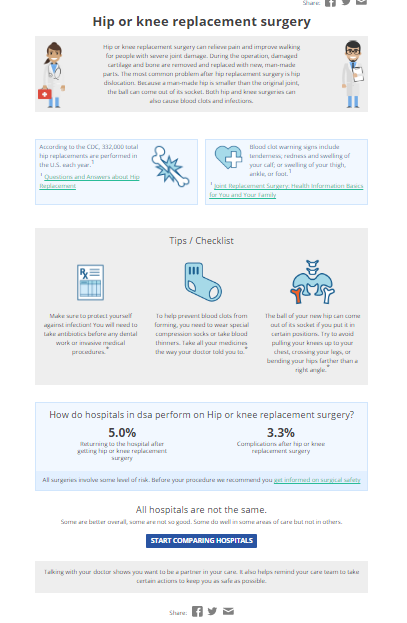 Share:
Hip or knee replacement surgery
Hip or knee replacement surgery can relieve pain and improve walking
for people with severe joint damage. During the operation, damaged
cartilage and bone are removed and replaced with new, man-made
parts. The most common problem after hip replacement surgery is hip
dislocation. Because a man-made hip is smaller than the original joint,
the ball can come out of its socket. Both hip and knee surgeries can
also cause blood clots and infections.
According to the CDC, 332,000 total
hip replacements are performed in
the U.S. each year.1
1 Questions and Answers about Hip
Replacement
Blood clot warning signs include
tenderness, redness and swelling of
your calf, or swelling of your thigh,
ankle, or foot.1
1 Joint Replacement Surgery: Health Information Basics
for You and Your Family
Tips / Checklist
Rx
Make sure to protect yourself
against infection! You will need to
take antibiotics before any dental
work or invasive medical
procedures.*
To help prevent blood clots from
forming, you need to wear special
compression socks or take blood
thinners. Take all your medicines
the way your doctor told you to.*
The ball of your new hip can come
out of its socket if you put it in
certain positions. Try to avoid
pulling your knees up to your
chest, crossing your legs, or
bending your hips farther than a
right angle.*
How do hospitals in dsa perform on Hip or knee replacement surgery?
5.0%
Returning to the hospital after
getting hip or knee replacement
surgery
3.3%
Complications after hip or knee
replacement surgery
All surgeries involve some level of risk. Before your procedure we recommend you get informed on surgical safety
All hospitals are not the same.
Some are better overall, some are not so good. Some do well in some areas of care but not in others.
START COMPARING HOSPITALS
Talking with your doctor shows you want to be a partner in your care. It also helps remind your care team to take
certain actions to keep you as safe as possible.
Share: